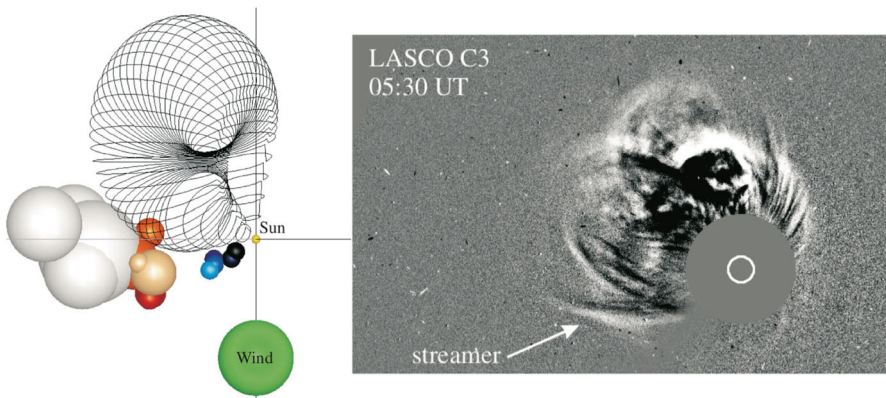 Sun
Wind
LASCO C3
05:30 UT
streamer